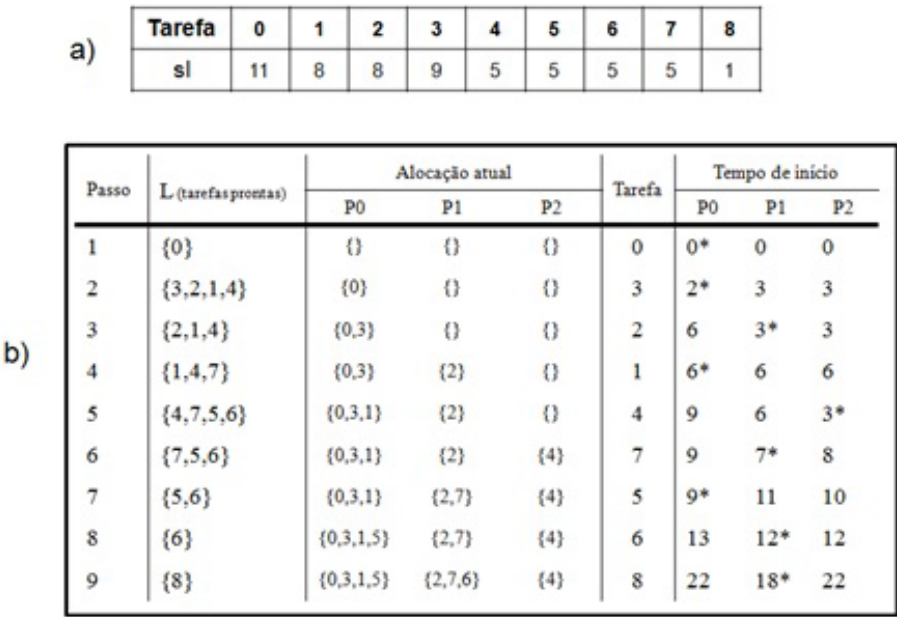 a)
Tarefa 0 1 2 3 4 5 6 7 8
sl 11 8 8 9 5 5 5 5 1
b)
Passo L (tarefas prontas) Alocação atual Tarefa Tempo de início
P0 P1 P2 P0 P1 P2
1 {0} {} {} {} 0 0* 0 0
2 {3,2,1,4} {0} {} {} 3 2* 3 3
3 {2,1,4} {0,3} {} {} 2 6 3* 3
4 {1,4,7} {0,3} {2} {} 1 6* 6 6
5 {4,7,5,6} {0,3,1} {2} {} 4 9 6 3*
6 {7,5,6} {0,3,1} {2} {4} 7 9 7* 8
7 {5,6} {0,3,1} {2,7} {4} 5 9* 11 10
8 {6} {0,3,1,5} {2,7} {4} 6 13 12* 12
9 {8} {0,3,1,5} {2,7,6} {4} 8 22 18* 22